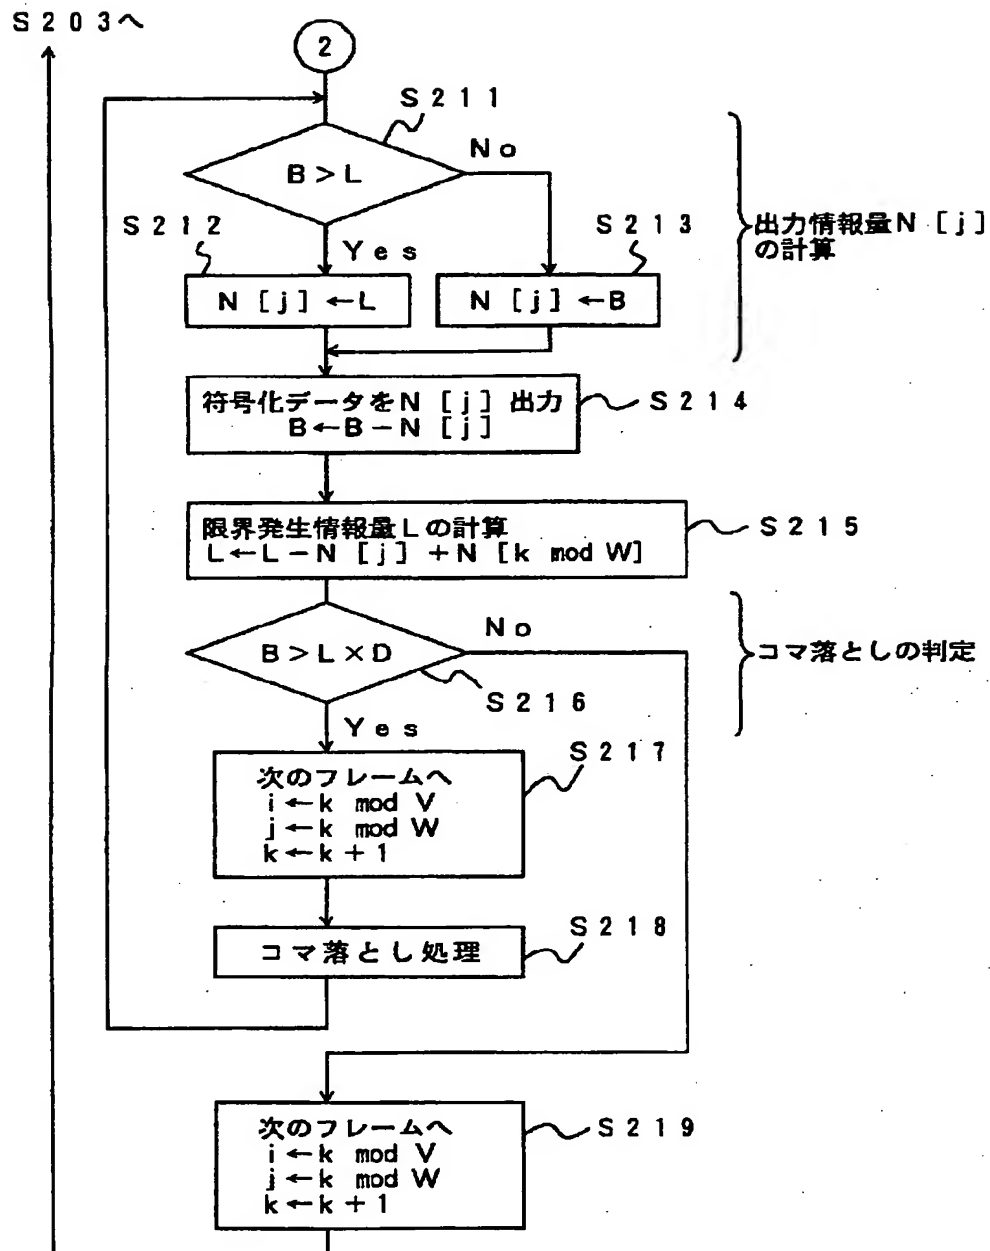 S203へ
2
S211
B>L
No
S212
Yes
S213
N [j] ←L
N [j] ←B
出力情報量N [j]
の計算
符号化データをN [j] 出力
B←B-N [j]
S214
限界発生情報量Lの計算
L←L-N [j] +N [k mod W]
S215
B>L×D
No
コマ落としの判定
S216
Yes
S217
次のフレームへ
i←k mod V
j←k mod W
k←k+1
S218
コマ落とし処理
次のフレームへ
i←k mod V
j←k mod W
k←k+1
S219